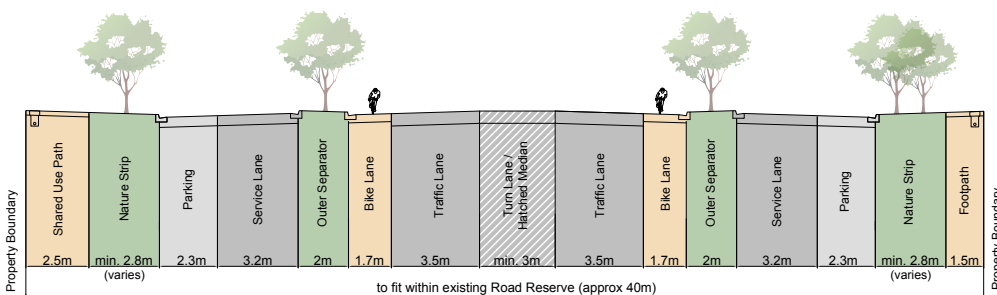 Property Boundary
Shared Use Path
Nature Strip
Parking
Service Lane
Outer Separator
Bike Lane
Traffic Lane
Turn Lane /
Hatched Median
Traffic Lane
Bike Lane
Outer Separator
Service Lane
Parking
Nature Strip
Footpath
Property Boundary
2.5m
min. 2.8m
(varies)
2.3m
3.2m
2m
1.7m
3.5m
min. 3m
3.5m
1.7m
2m
3.2m
2.3m
min. 2.8m
(varies)
1.5m
to fit within existing Road Reserve (approx 40m)